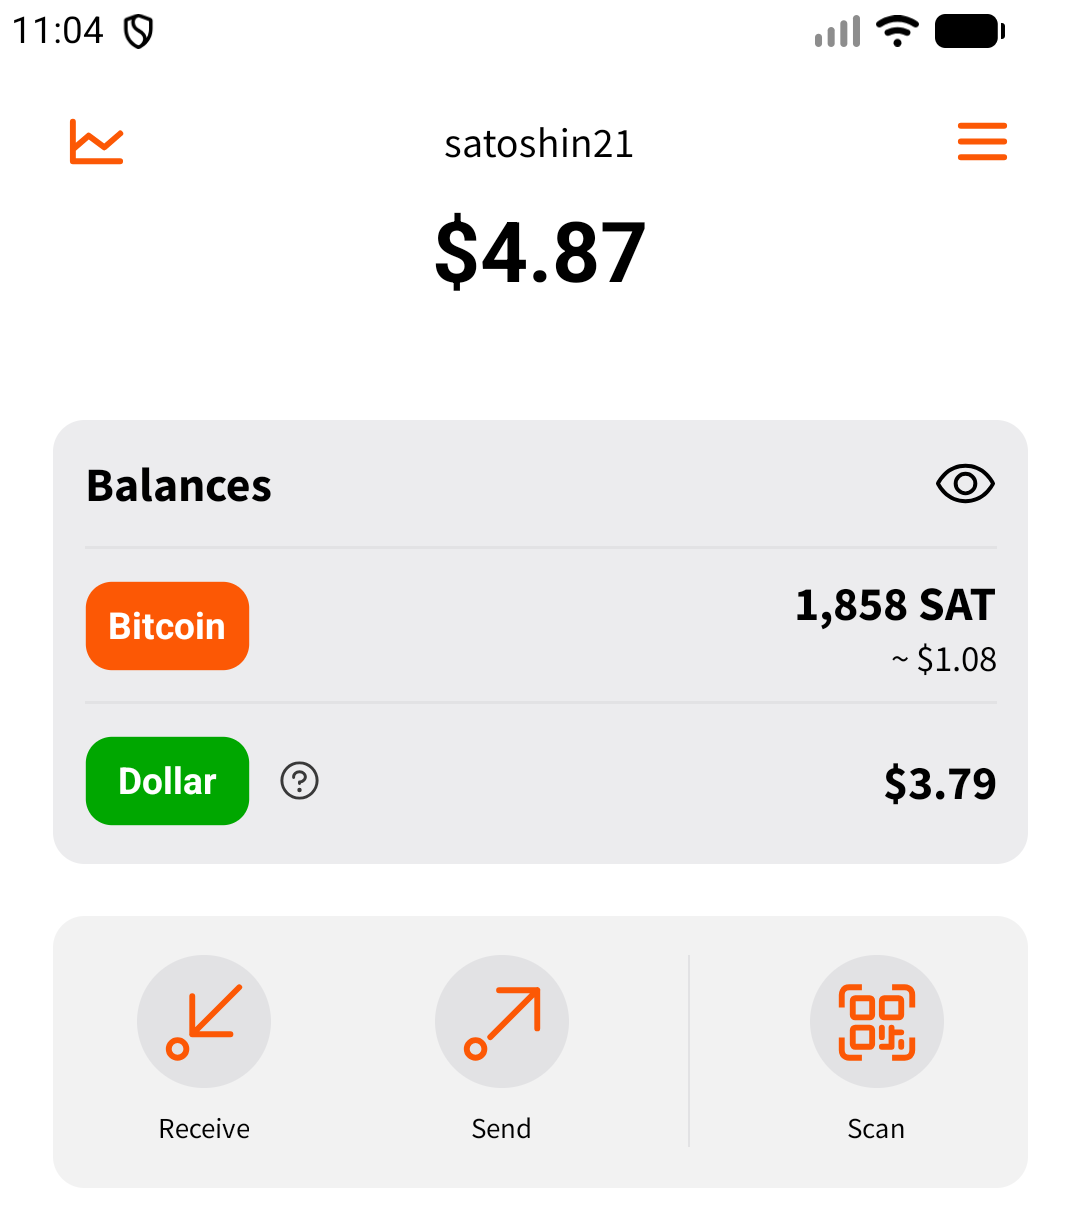 11:04
satoshin21
$4.87
Balances
Bitcoin
1,858 SAT
~ $1.08
Dollar
$3.79
Receive
Send
Scan